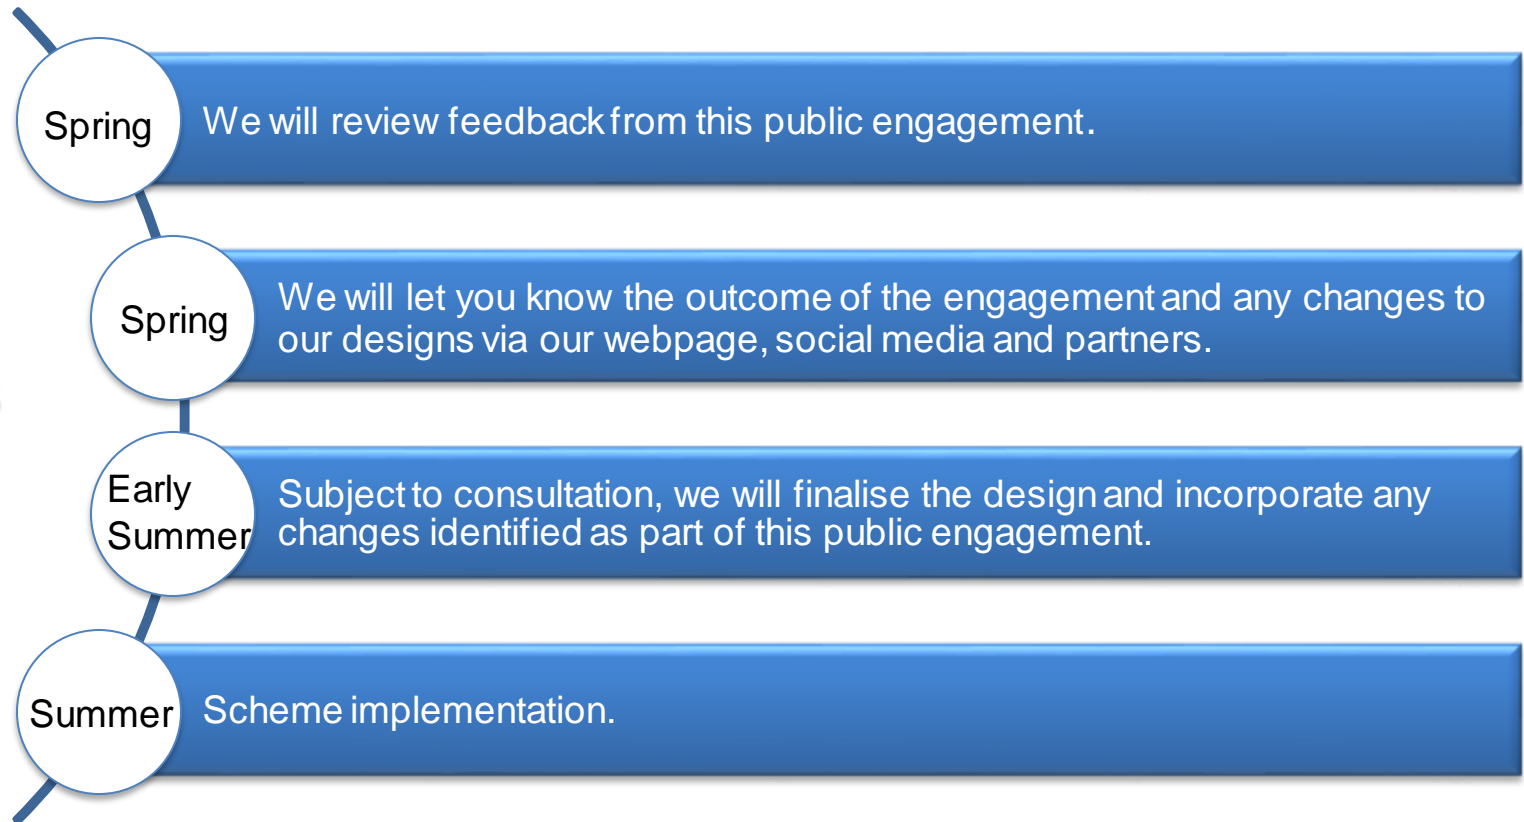 Spring
We will review feedback from this public engagement.
Spring
We will let you know the outcome of the engagement and any changes to
our designs via our webpage, social media and partners.
Early
Summer
Subject to consultation, we will finalise the design and incorporate any
changes identified as part of this public engagement.
Summer
Scheme implementation.